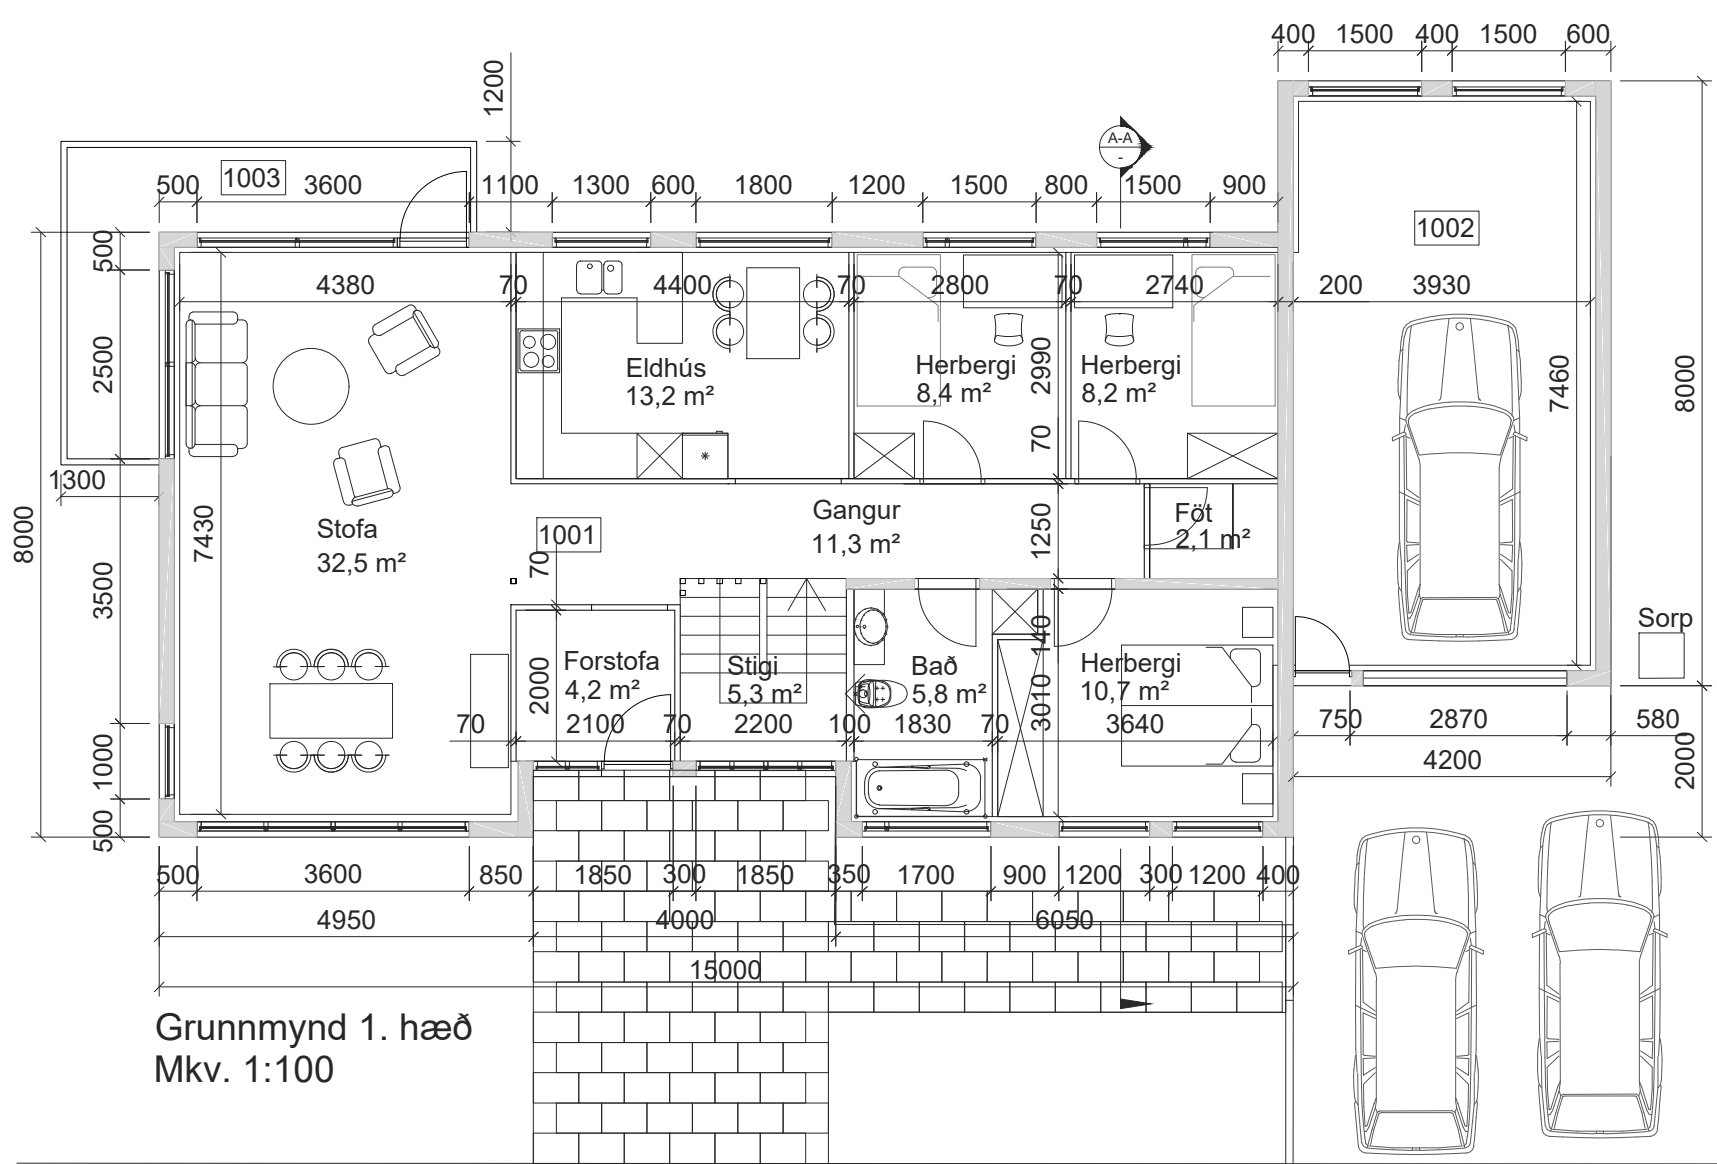 400 1500 400 1500 600
1200
A-A
-
500 1003 3600 1100 1300 600 1800 1200 1500 800 1500 900
1002
500
4380 70 4400 70 2800 70 2740 200 3930
2500
Eldhús
13,2 m²
Herbergi
8,4 m²
2990
Herbergi
8,2 m²
7460
8000
70
1300
8000
7430
Stofa
32,5 m²
1001
70
Gangur
11,3 m²
1250
Föt
2,1 m²
3500
Sorp
Forstofa
4,2 m²
2000
Stigi
5,3 m²
Bað
5,8 m²
140
3010
Herbergi
10,7 m²
70 2100 70 2200 100 1830 70 3640
750 2870 580
4200
2000
1000
500
500 3600 850 1850 300 1850 350 1700 900 1200 300 1200 400
4950 4000 6050
15000
Grunnmynd 1. hæð
Mkv. 1:100